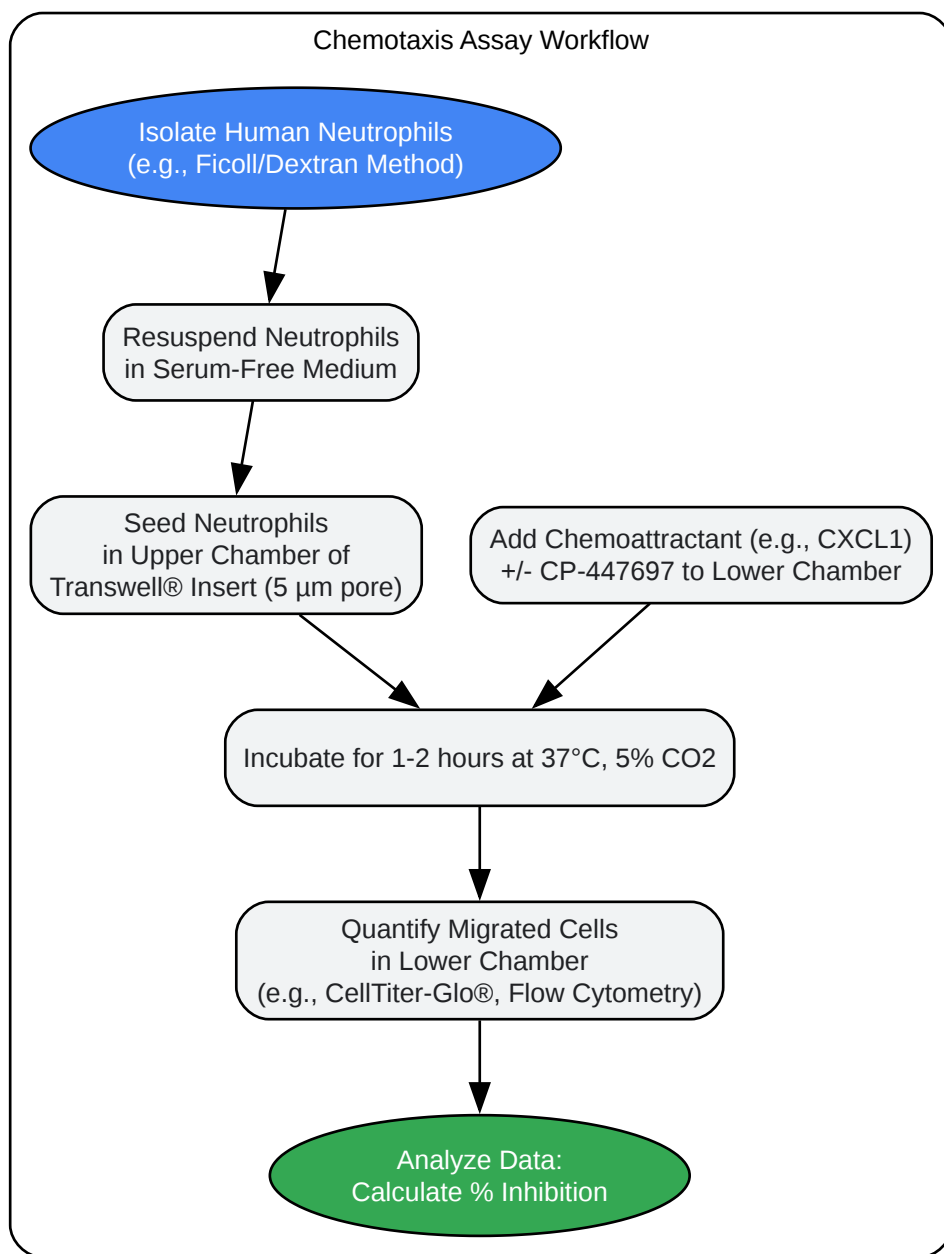 Chemotaxis Assay Workflow
Isolate Human Neutrophils
(e.g., Ficoll/Dextran Method)
Resuspend Neutrophils
in Serum-Free Medium
Seed Neutrophils
in Upper Chamber of
Transwell® Insert (5 µm pore)
Add Chemoattractant (e.g., CXCL1)
+/- CP-447697 to Lower Chamber
Incubate for 1-2 hours at 37°C, 5% CO2
Quantify Migrated Cells
in Lower Chamber
(e.g., CellTiter-Glo®, Flow Cytometry)
Analyze Data:
Calculate % Inhibition